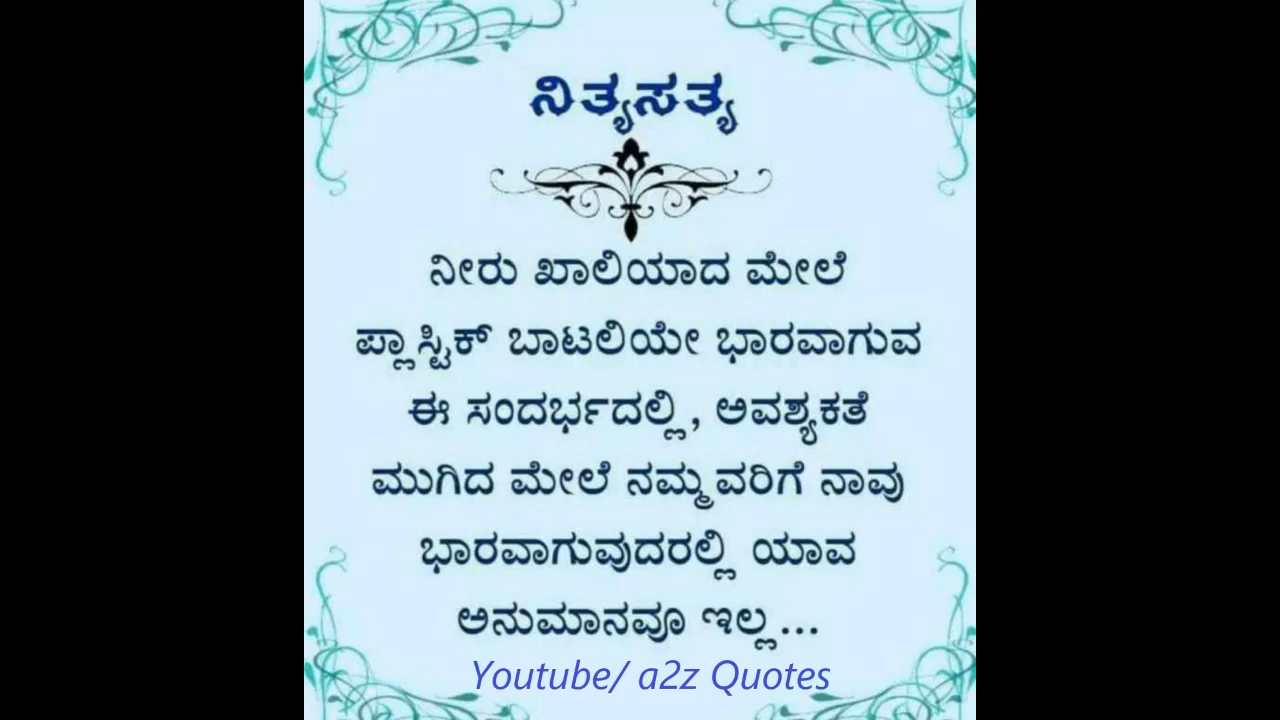 ನಿತ್ಯಸತ್ಯ
ನೀರು ಖಾಲಿಯಾದ ಮೇಲೆ
ಪ್ಲಾಸ್ಟಿಕ್ ಬಾಟಲಿಯೇ ಭಾರವಾಗುವ
ಈ ಸಂದರ್ಭದಲ್ಲಿ, ಅವಶ್ಯಕತೆ
ಮುಗಿದ ಮೇಲೆ ನಮ್ಮವರಿಗೆ ನಾವು
ಭಾರವಾಗುವುದರಲ್ಲಿ ಯಾವ
ಅನುಮಾನವೂ ಇಲ್ಲ...
Youtube/ a2z Quotes